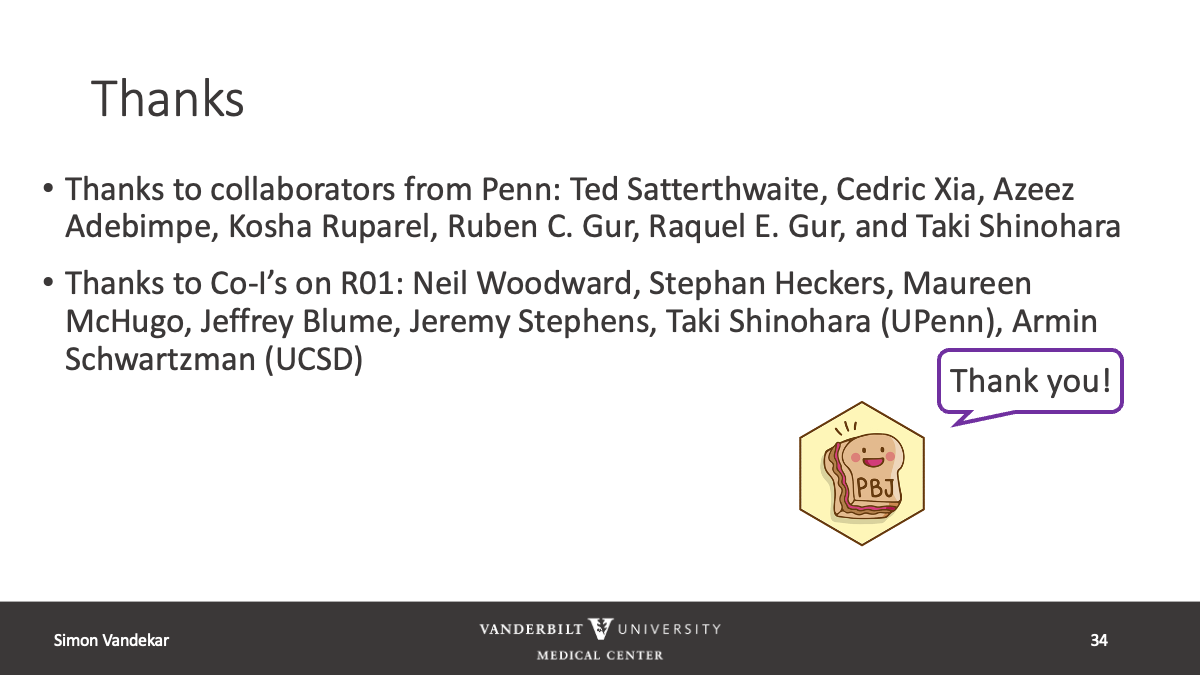 Thanks
• Thanks to collaborators from Penn: Ted Satterthwaite, Cedric Xia, Azeez
Adebimpe, Kosha Ruparel, Ruben C. Gur, Raquel E. Gur, and Taki Shinohara
• Thanks to Co-I’s on R01: Neil Woodward, Stephan Heckers, Maureen
McHugo, Jeffrey Blume, Jeremy Stephens, Taki Shinohara (UPenn), Armin
Schwartzman (UCSD)
Thank you!
PBJ
Simon Vandekar
VANDERBILT UNIVERSITY
MEDICAL CENTER
34